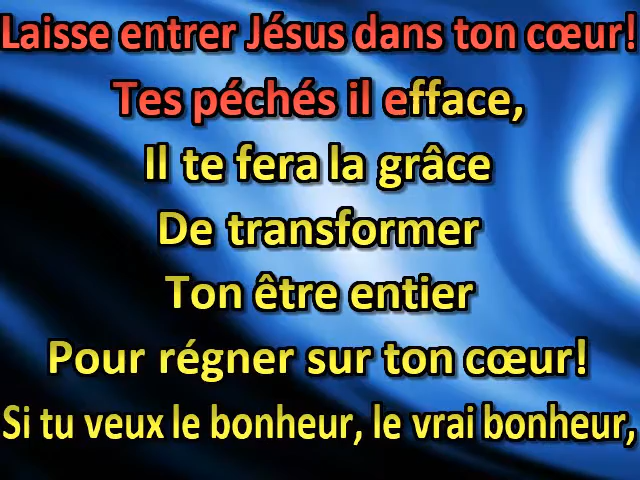 Laisse entrer Jésus dans ton cœur!
Tes péchés il efface,
Il te fera la grâce
De transformer
Ton être entier
Pour régner sur ton cœur!
Si tu veux le bonheur, le vrai bonheur,